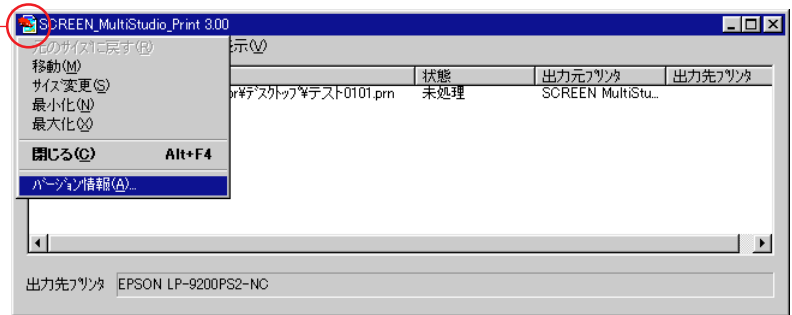 SCREEN_MultiStudio_Print 3.00
元のサイズに戻す(R)
示(V)
移動(M)
サイズ変更(S)
最小化(N)
最大化(X)
閉じる(C) Alt+F4
バージョン情報(A)...
状態 出力元プリンタ 出力先プリンタ
or¥デスクトップ¥テスト0101.prn 未処理 SCREEN MultiStu...
出力先プリンタ EPSON LP-9200PS2-NC